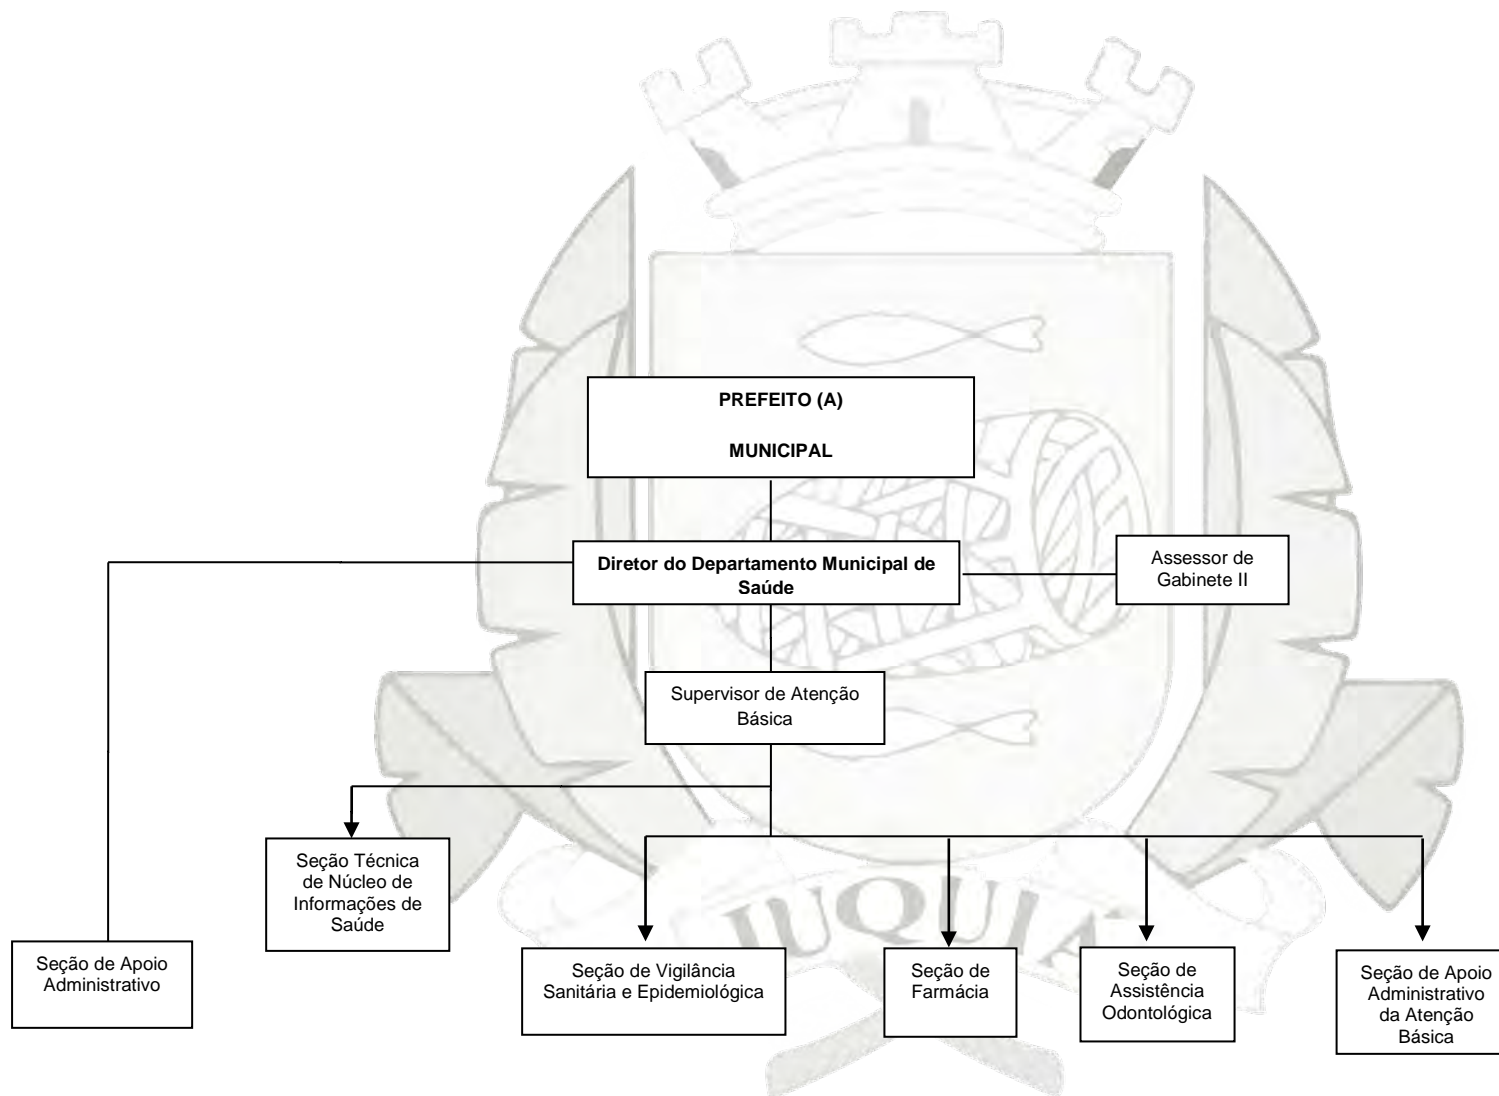 PREFEITO (A)
MUNICIPAL
Diretor do Departamento Municipal de
Saúde
Assessor de
Gabinete II
Supervisor de Atenção
Básica
Seção Técnica
de Núcleo de
Informações de
Saúde
Seção de Apoio
Administrativo
Seção de Vigilância
Sanitária e Epidemiológica
Seção de
Farmácia
Seção de
Assistência
Odontológica
Seção de Apoio
Administrativo
da Atenção
Básica
JUQUIÁ